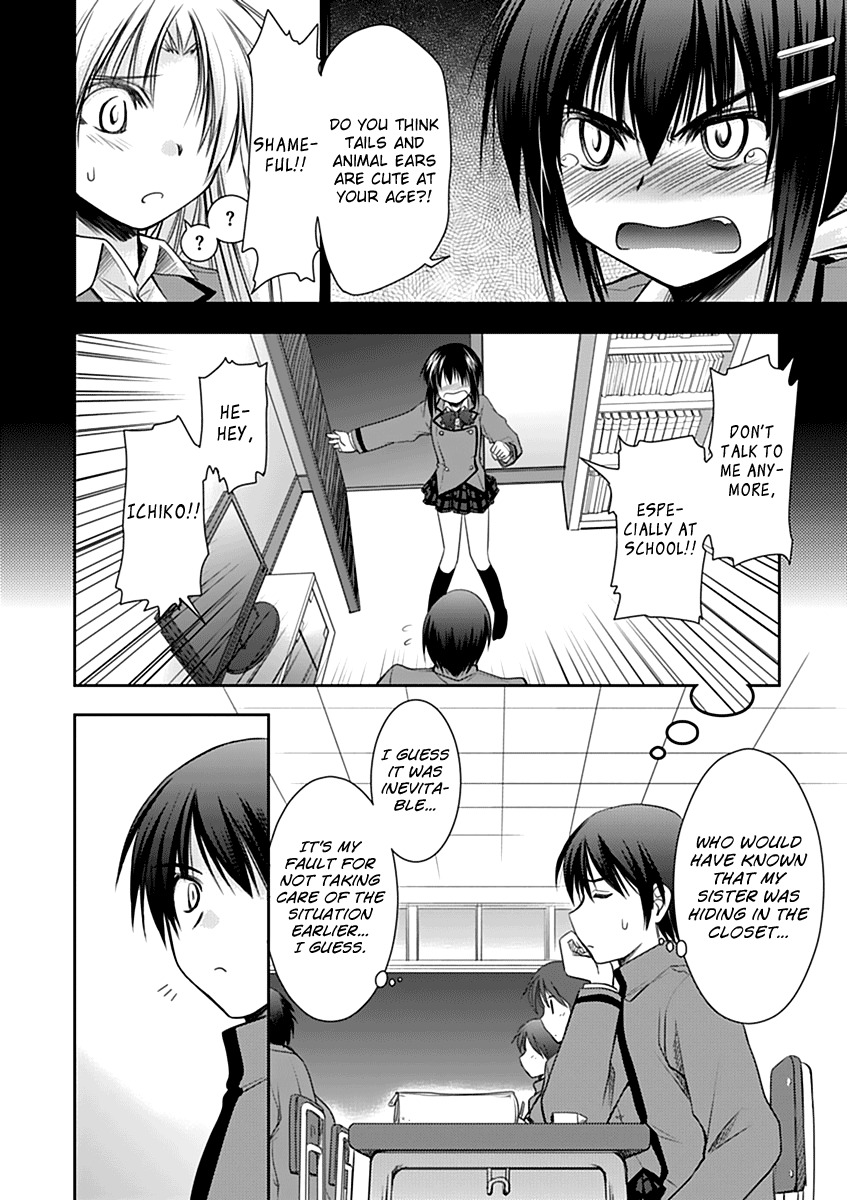 DO YOU THINK
TAILS AND
ANIMAL EARS
ARE CUTE AT
YOUR AGE?!
SHAME-
FUL!!
?
?
DON'T
TALK TO
ME ANY-
MORE,
ESPE-
CIALLY AT
SCHOOL!!
HE-
HEY,
ICHIKO!!
WHO WOULD
HAVE KNOWN
THAT MY
SISTER WAS
HIDING IN THE
CLOSET...
I GUESS
IT WAS
INEVITA-
BLE...
IT'S MY
FAULT FOR
NOT TAKING
CARE OF THE
SITUATION
EARLIER...
I GUESS.